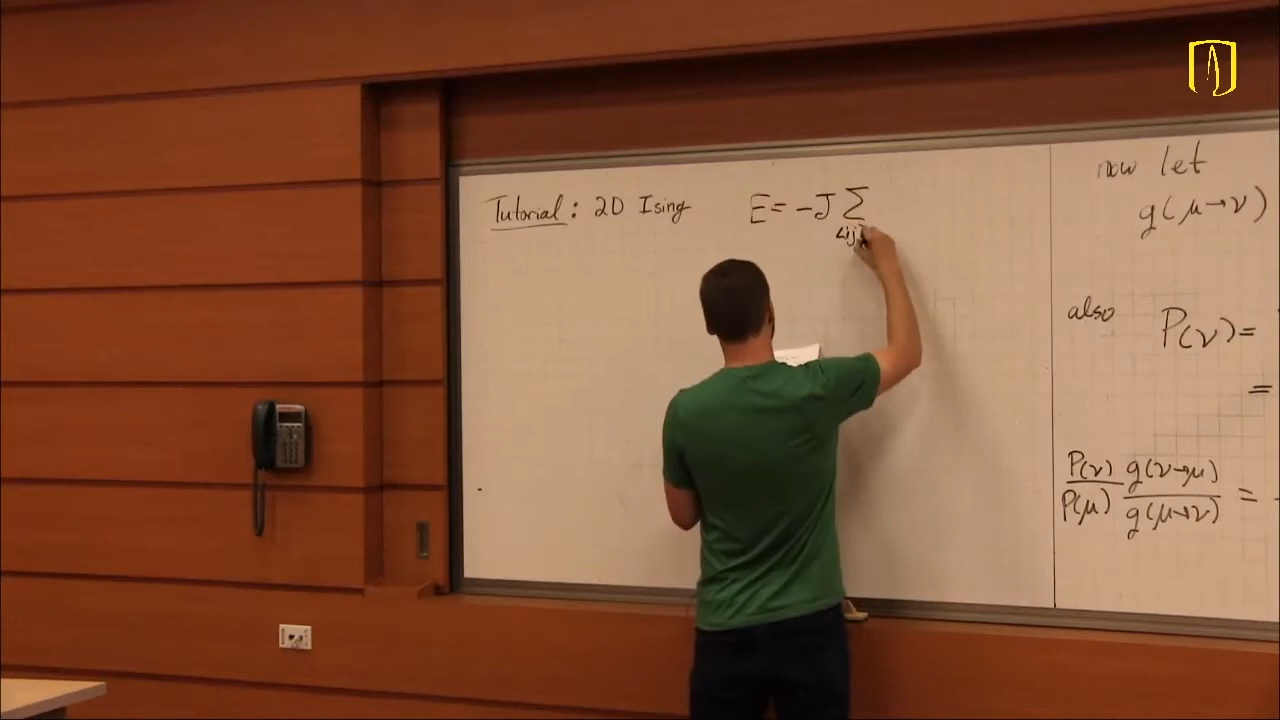 Tutorial: 2D Ising
E = -J Σ
<ij
now let
g(μ→ν)
also
P(ν)=
=
P(ν) g(ν→μ)
P(μ) g(μ→ν) =